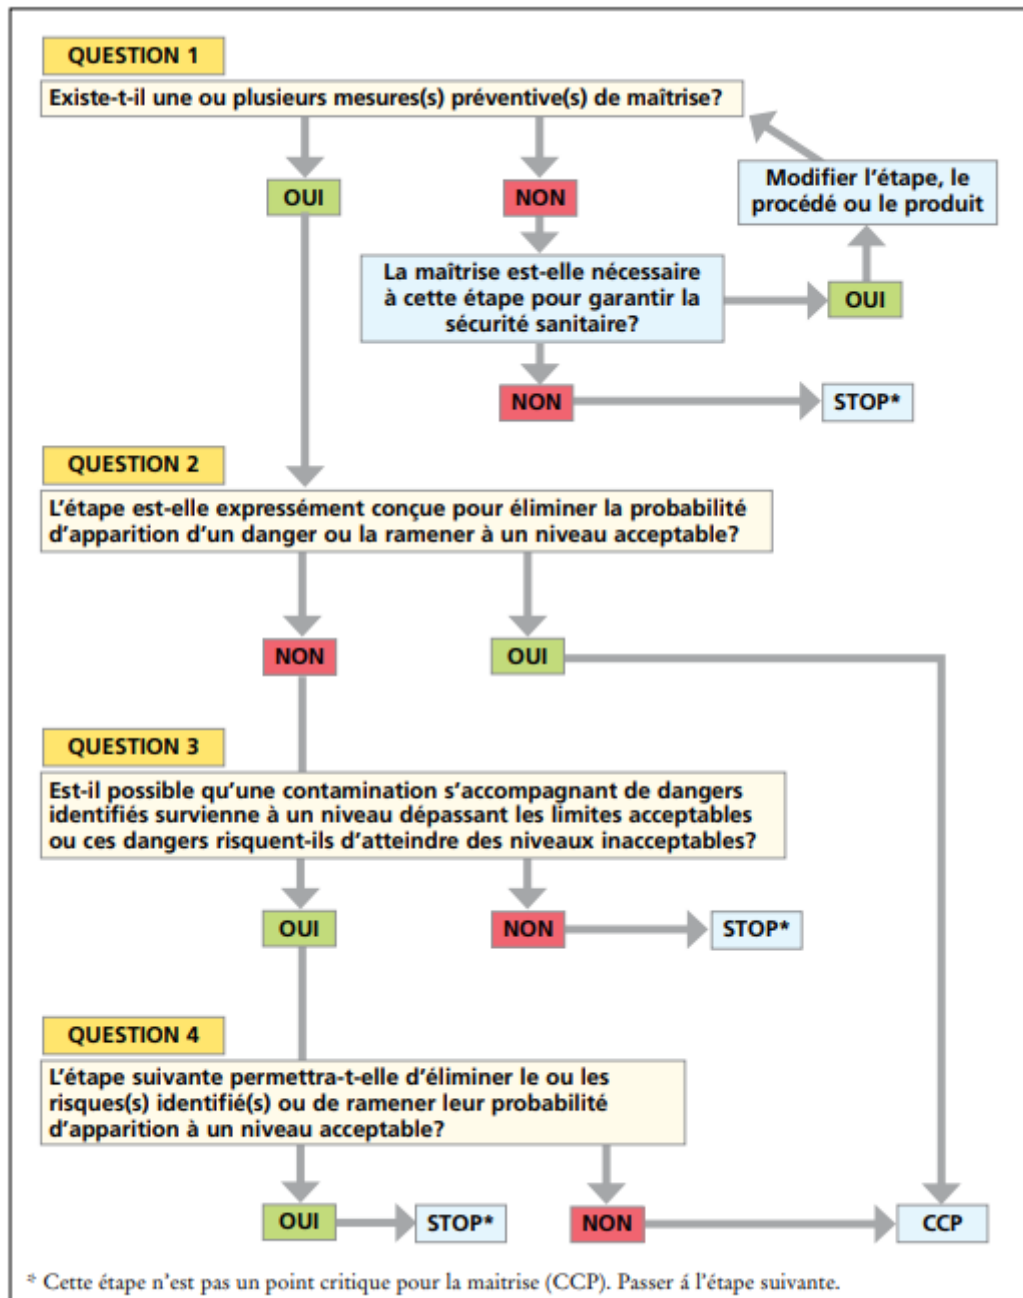 QUESTION 1
Existe-t-il une ou plusieurs mesures(s) préventive(s) de maîtrise?
OUI
NON
Modifier l'étape, le
procédé ou le produit
La maîtrise est-elle nécessaire
à cette étape pour garantir la
sécurité sanitaire?
OUI
NON
STOP*
QUESTION 2
L'étape est-elle expressément conçue pour éliminer la probabilité
d'apparition d'un danger ou la ramener à un niveau acceptable?
NON
OUI
QUESTION 3
Est-il possible qu'une contamination s'accompagnant de dangers
identifiés survienne à un niveau dépassant les limites acceptables
ou ces dangers risquent-ils d'atteindre des niveaux inacceptables?
OUI
NON
STOP*
QUESTION 4
L'étape suivante permettra-t-elle d'éliminer le ou les
risques(s) identifié(s) ou de ramener leur probabilité
d'apparition à un niveau acceptable?
OUI
STOP*
NON
CCP
* Cette étape n'est pas un point critique pour la maitrise (CCP). Passer á l'étape suivante.